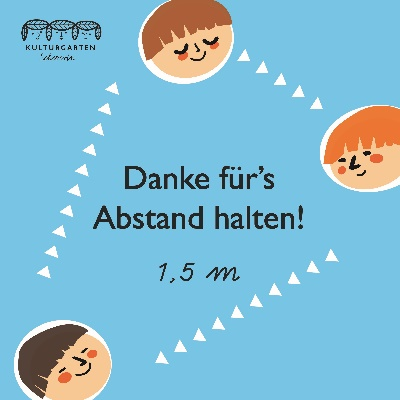 KULTURGARTEN
Danke für's
Abstand halten!
1,5 m